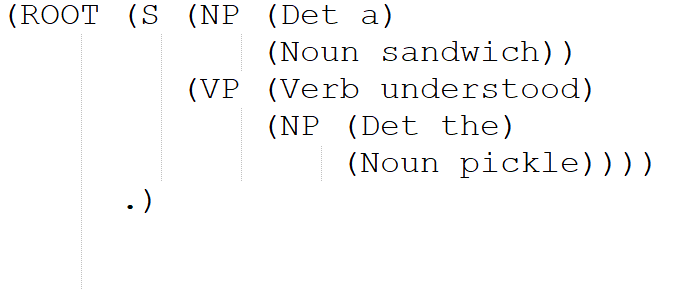 (ROOT (S (NP (Det a)
(Noun sandwich))
(VP (Verb understood)
(NP (Det the)
(Noun pickle))))
.)